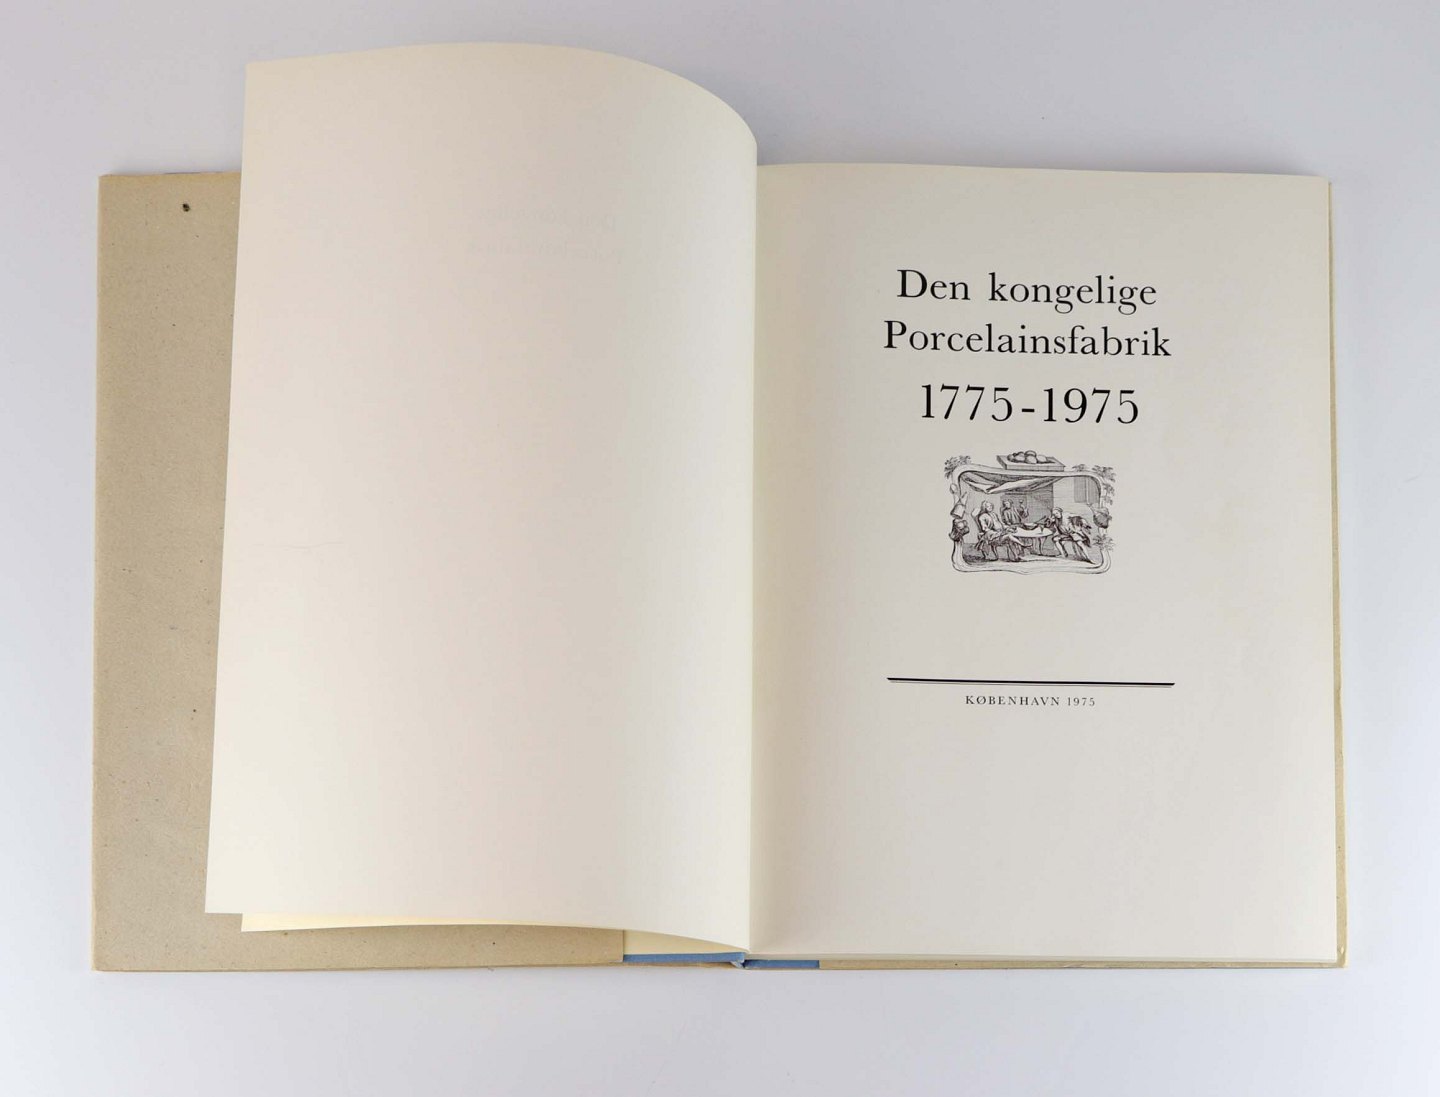 Den kongelige
Porcelainsfabrik
1775-1975
KØBENHAVN 1975